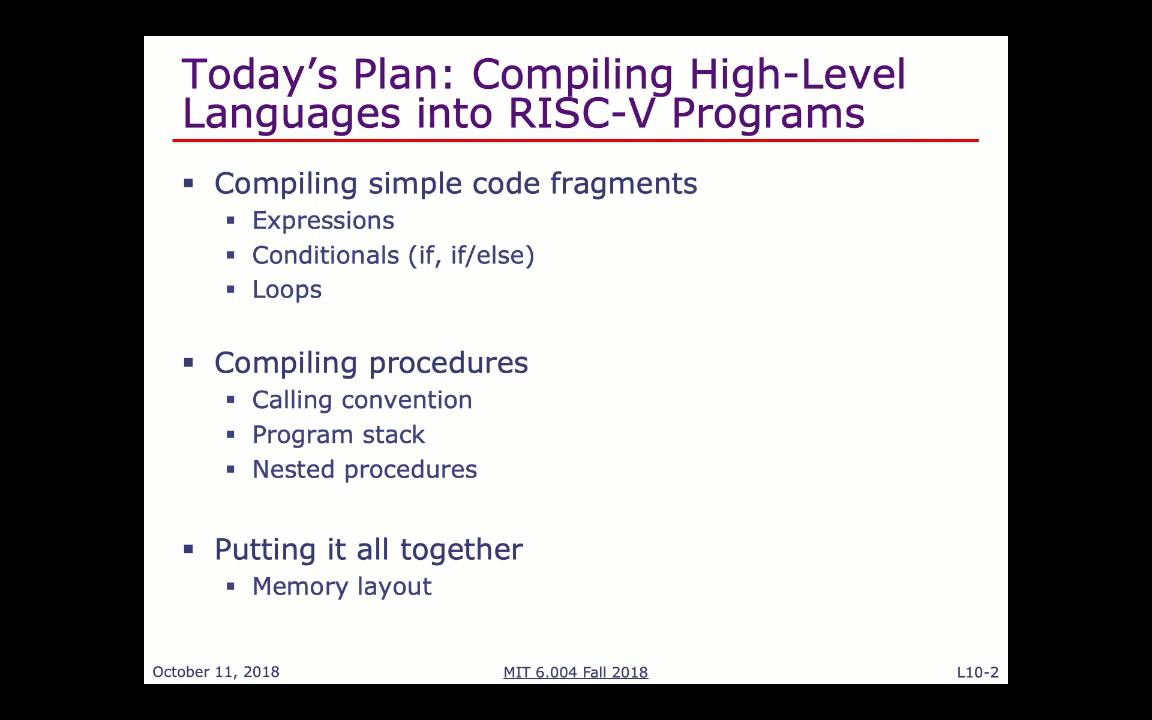 Today's Plan: Compiling High-Level
Languages into RISC-V Programs
▪ Compiling simple code fragments
▪ Expressions
▪ Conditionals (if, if/else)
▪ Loops
▪ Compiling procedures
▪ Calling convention
▪ Program stack
▪ Nested procedures
▪ Putting it all together
▪ Memory layout
October 11, 2018
MIT 6.004 Fall 2018
L10-2